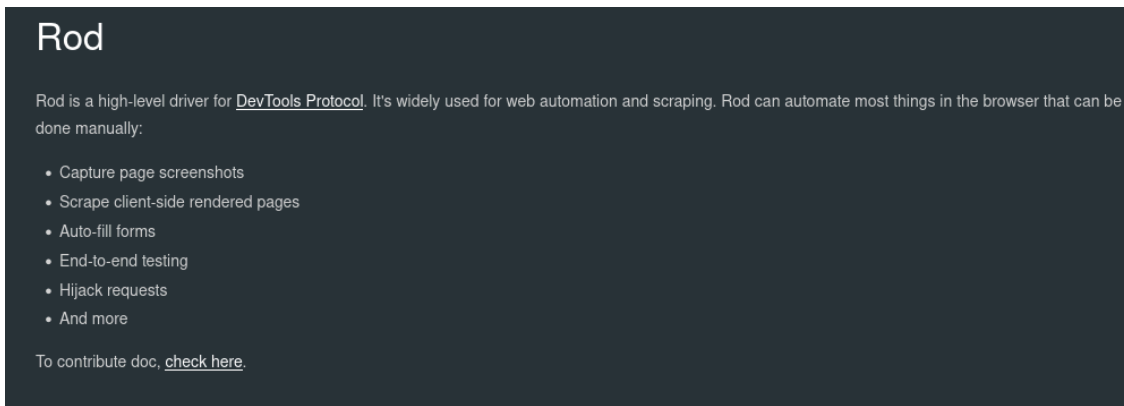 Rod
Rod is a high-level driver for DevTools Protocol. It's widely used for web automation and scraping. Rod can automate most things in the browser that can be
done manually:
• Capture page screenshots
• Scrape client-side rendered pages
• Auto-fill forms
• End-to-end testing
• Hijack requests
• And more
To contribute doc, check here.